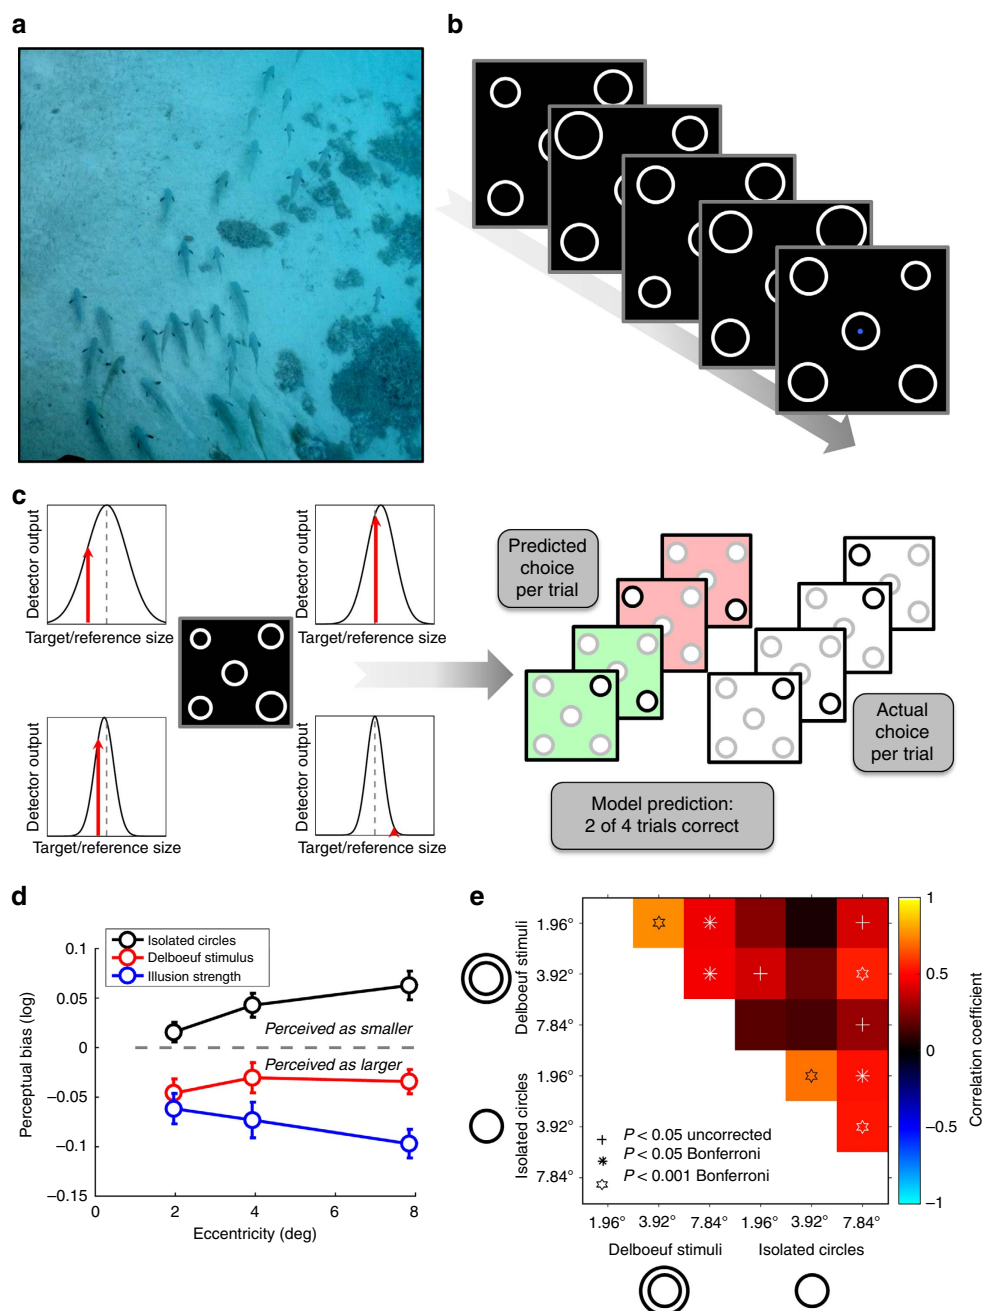 a
b
c
Detector output
Target/reference size
Detector output
Target/reference size
Detector output
Target/reference size
Detector output
Target/reference size
Predicted
choice
per trial
Actual
choice
per trial
Model prediction:
2 of 4 trials correct
d
Isolated circles
Delboeuf stimulus
Illusion strength
Perceived as smaller
Perceived as larger
0.1
0.05
0
−0.05
−0.1
−0.15
Perceptual bias (log)
0 2 4 6 8
Eccentricity (deg)
e
Delboeuf stimuli
Isolated circles
1.96°
3.92°
7.84°
1.96°
3.92°
7.84°
+ P < 0.05 uncorrected
P < 0.05 Bonferroni
P < 0.001 Bonferroni
1.96° 3.92° 7.84° 1.96° 3.92° 7.84°
Delboeuf stimuli Isolated circles
1
0.5
0
−0.5
−1
Correlation coefficient